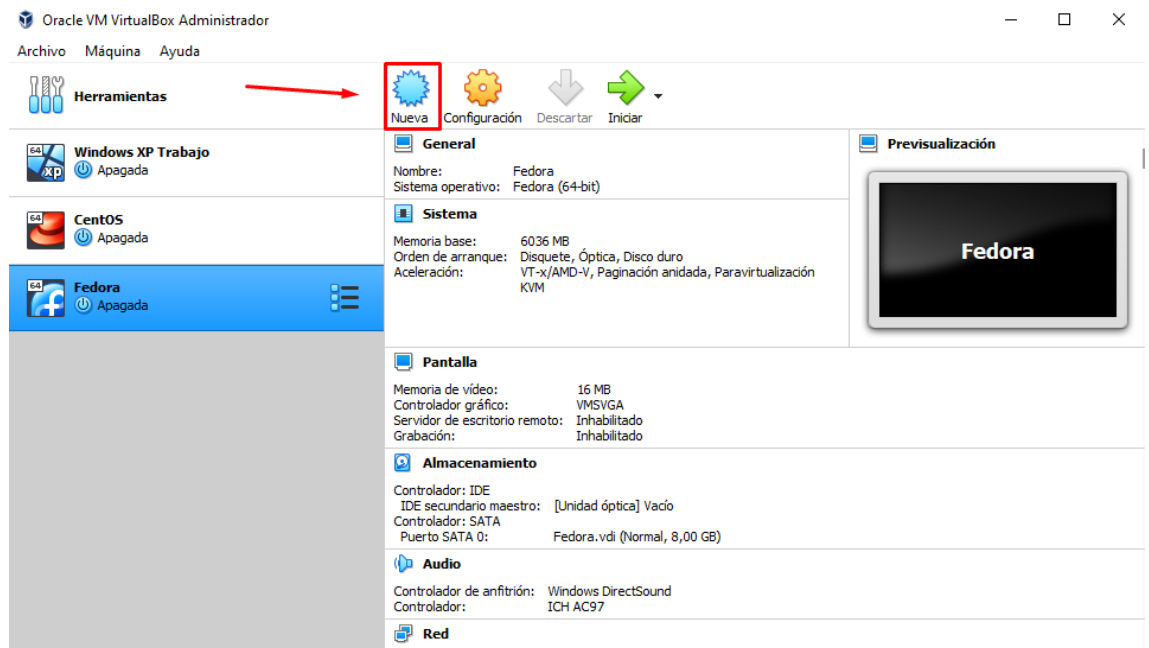 Oracle VM VirtualBox Administrador
Archivo Máquina Ayuda
Herramientas
Nueva Configuración Descartar Iniciar
64
XP
Windows XP Trabajo
Apagada
64
CentOS
Apagada
64
Fedora
Apagada
General
Nombre: Fedora
Sistema operativo: Fedora (64-bit)
Sistema
Memoria base: 6036 MB
Orden de arranque: Disquete, Óptica, Disco duro
Aceleración: VT-x/AMD-V, Paginación anidada, Paravirtualización
KVM
Previsualización
Fedora
Pantalla
Memoria de vídeo: 16 MB
Controlador gráfico: VMSVGA
Servidor de escritorio remoto: Inhabilitado
Grabación: Inhabilitado
Almacenamiento
Controlador: IDE
IDE secundario maestro: [Unidad óptica] Vacío
Controlador: SATA
Puerto SATA 0: Fedora.vdi (Normal, 8,00 GB)
Audio
Controlador de anfitrión: Windows DirectSound
Controlador: ICH AC97
Red